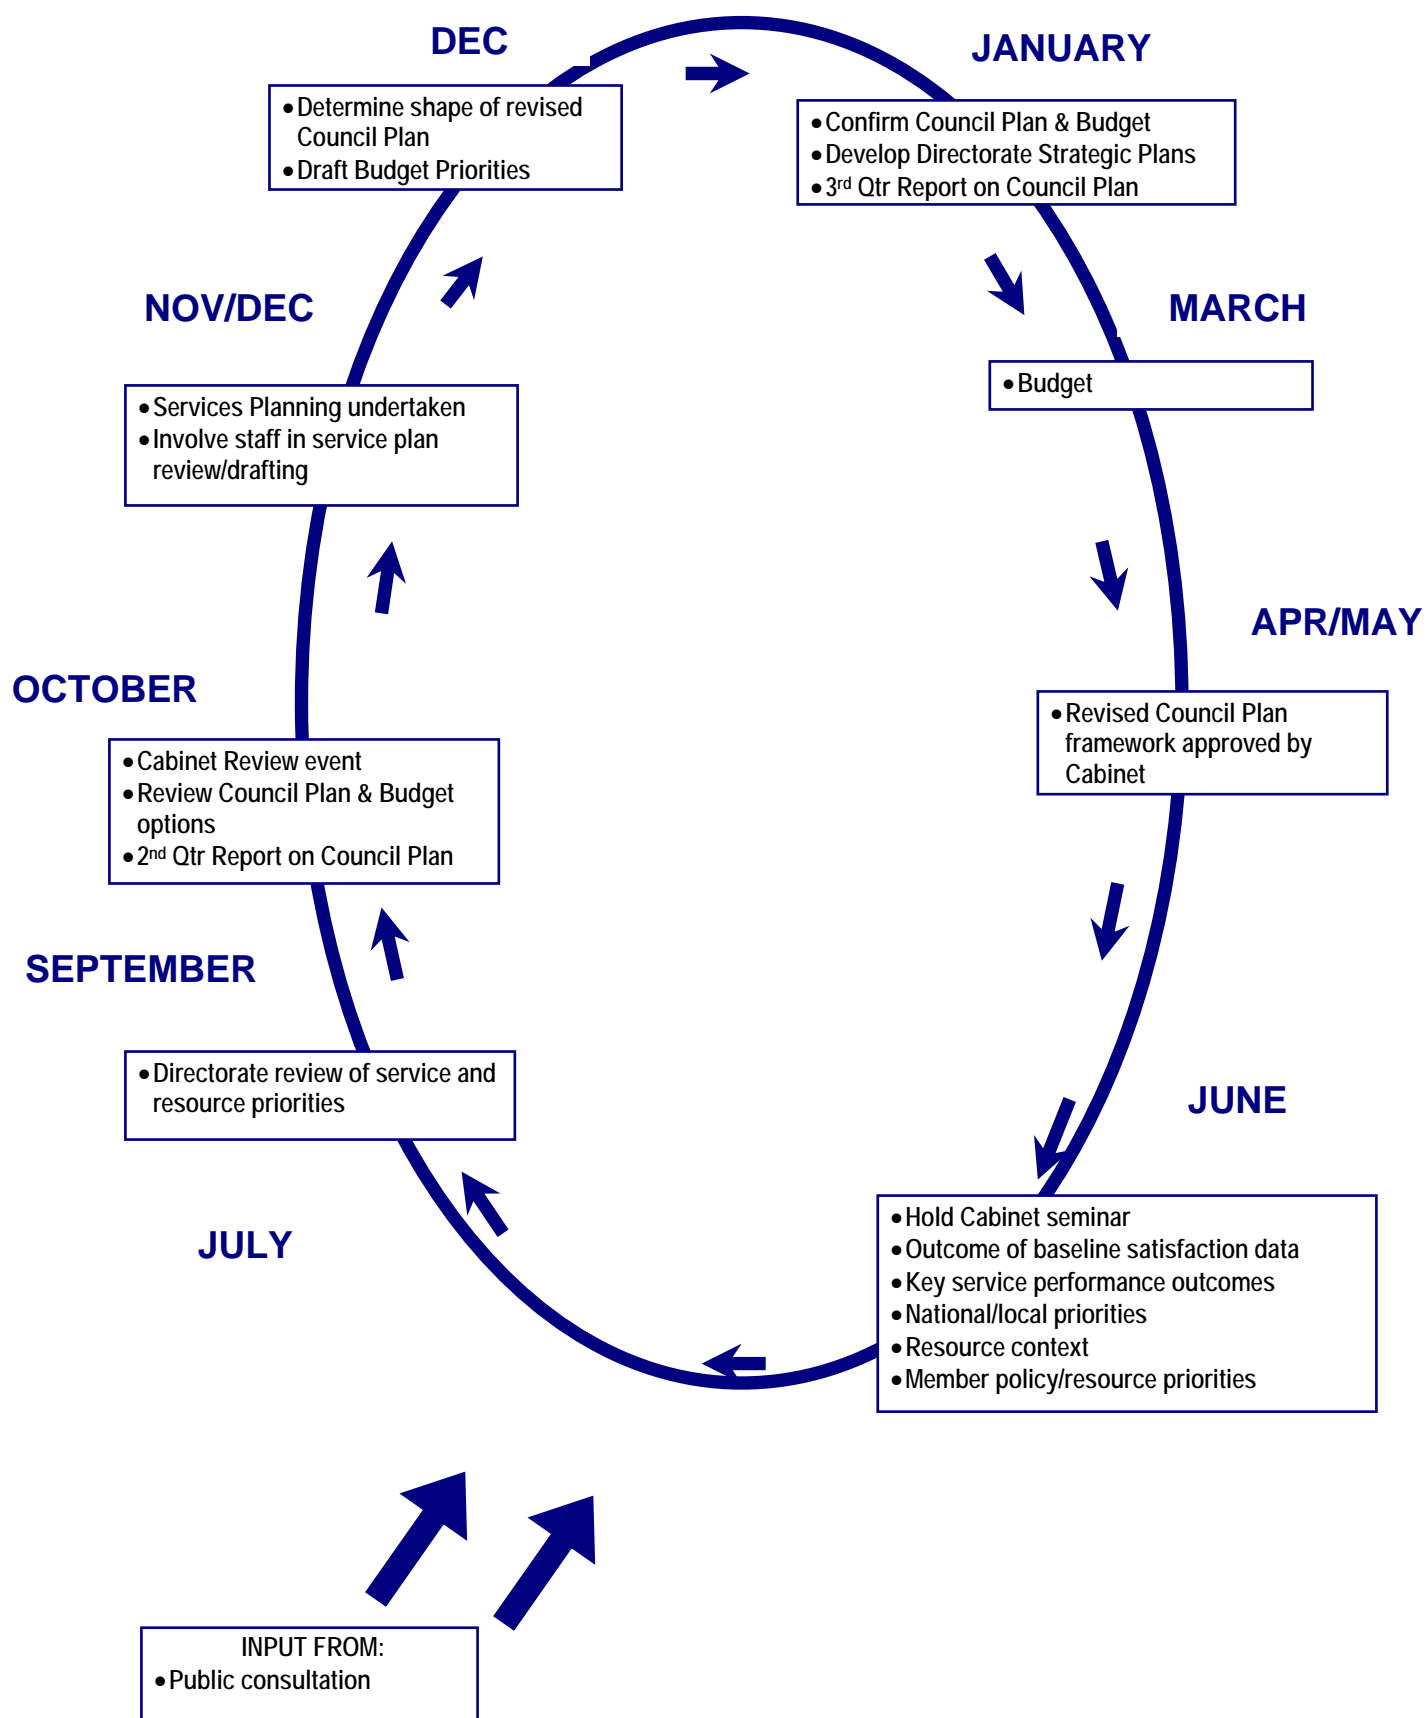 DEC
• Determine shape of revised
Council Plan
• Draft Budget Priorities
JANUARY
• Confirm Council Plan & Budget
• Develop Directorate Strategic Plans
• 3rd Qtr Report on Council Plan
MARCH
• Budget
APR/MAY
• Revised Council Plan
framework approved by
Cabinet
JUNE
• Hold Cabinet seminar
• Outcome of baseline satisfaction data
• Key service performance outcomes
• National/local priorities
• Resource context
• Member policy/resource priorities
JULY
• Directorate review of service and
resource priorities
SEPTEMBER
• Cabinet Review event
• Review Council Plan & Budget
options
• 2nd Qtr Report on Council Plan
OCTOBER
• Services Planning undertaken
• Involve staff in service plan
review/drafting
NOV/DEC
INPUT FROM:
• Public consultation